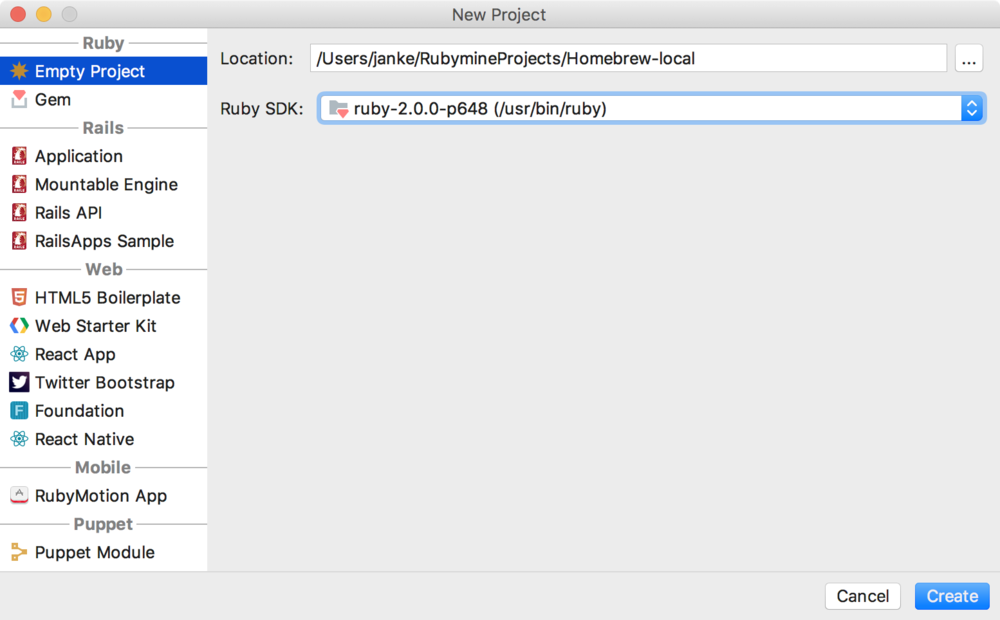 New Project
Ruby
Empty Project
Gem
Rails
Application
Mountable Engine
Rails API
RailsApps Sample
Web
HTML5 Boilerplate
Web Starter Kit
React App
Twitter Bootstrap
Foundation
React Native
Mobile
RubyMotion App
Puppet
Puppet Module
Location: /Users/janke/RubymineProjects/Homebrew-local ...
Ruby SDK: ruby-2.0.0-p648 (/usr/bin/ruby)
Cancel Create